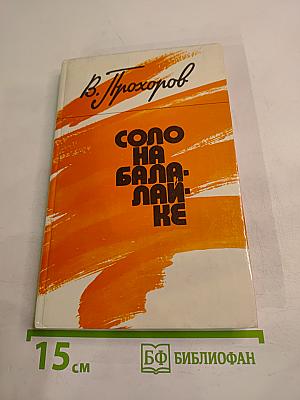 В. Прохоров
СОЛО
НА
БАЛА-
ЛАЙ-
КЕ
15 см
БФ БИБЛИОФАН